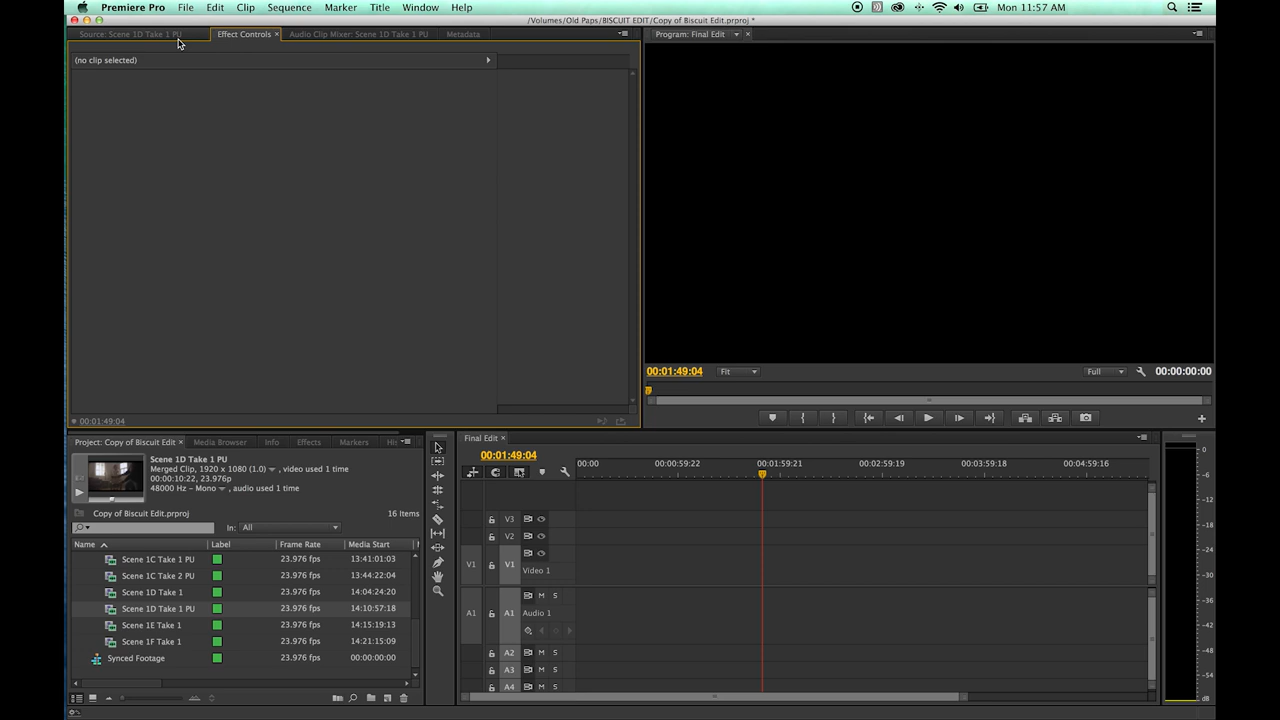 Premiere Pro File Edit Clip Sequence Marker Title Window Help Mon 11:57 AM
/Volumes/Old Paps/BISCUIT EDIT/Copy of Biscuit Edit.prproj *
Source: Scene 1D Take 1 PU Effect Controls × Audio Clip Mixer: Scene 1D Take 1 PU Metadata Program: Final Edit ×
(no clip selected)
00:01:49:04 Fit Full 00:00:00:00
00:01:49:04
Project: Copy of Biscuit Edit × Media Browser Info Effects Markers Hi Final Edit ×
Scene 1D Take 1 PU
Merged Clip, 1920 x 1080 (1.0) , video used 1 time
00:00:10:22, 23.976p
48000 Hz - Mono , audio used 1 time
Copy of Biscuit Edit.prproj 16 Items
In: All
Name Label Frame Rate Media Start
Scene 1C Take 1 PU 23.976 fps 13:41:01:03
Scene 1C Take 2 PU 23.976 fps 13:44:22:04
Scene 1D Take 1 23.976 fps 14:04:24:20
Scene 1D Take 1 PU 23.976 fps 14:10:57:18
Scene 1E Take 1 23.976 fps 14:15:19:13
Scene 1F Take 1 23.976 fps 14:21:15:09
Synced Footage 23.976 fps 00:00:00:00
00:01:49:04
00:00 00:00:59:22 00:01:59:21 00:02:59:19 00:03:59:18 00:04:59:16
V3
V2
V1 V1 Video 1
A1 A1 M S Audio 1
A2 M S
A3 M S
A4 M S
0
-6
-12
-18
-24
-30
-36
-42
-48
-54
dB